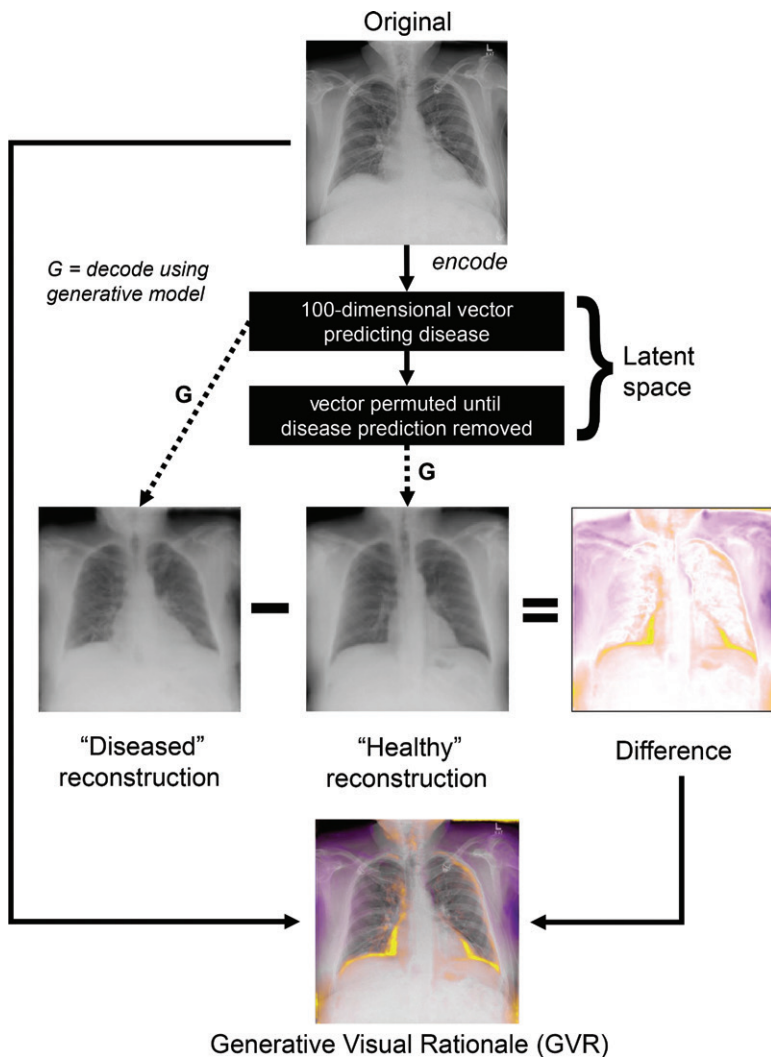 Original
L
G = decode using
generative model
encode
100-dimensional vector
predicting disease
Latent
space
vector permuted until
disease prediction removed
G
G
"Diseased"
reconstruction
"Healthy"
reconstruction
Difference
L
Generative Visual Rationale (GVR)